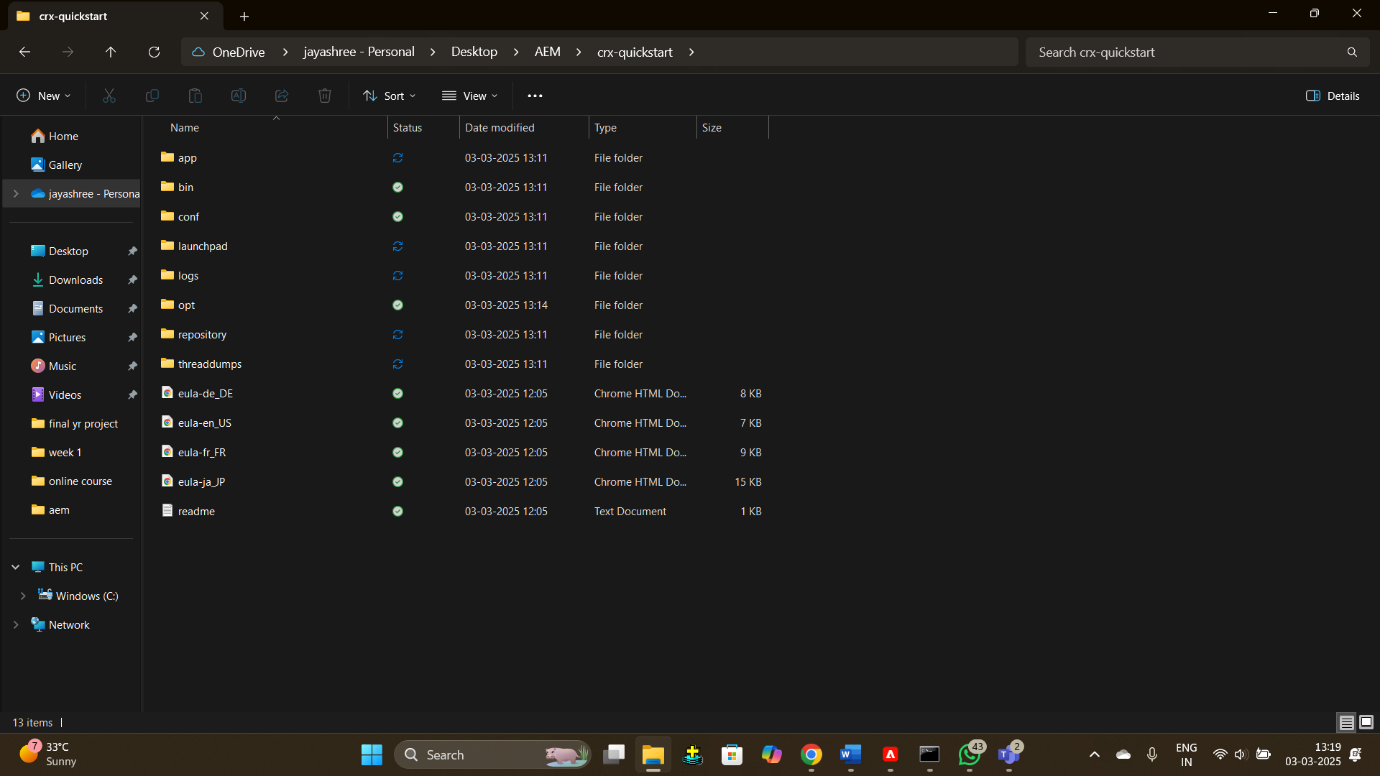 crx-quickstart
OneDrive > jayashree - Personal > Desktop > AEM > crx-quickstart >
Search crx-quickstart
New
Sort
View
Details
Home
Gallery
jayashree - Persona
Desktop
Downloads
Documents
Pictures
Music
Videos
final yr project
week 1
online course
aem
This PC
Windows (C:)
Network
Name Status Date modified Type Size
app 03-03-2025 13:11 File folder
bin 03-03-2025 13:11 File folder
conf 03-03-2025 13:11 File folder
launchpad 03-03-2025 13:11 File folder
logs 03-03-2025 13:11 File folder
opt 03-03-2025 13:14 File folder
repository 03-03-2025 13:11 File folder
threaddumps 03-03-2025 13:11 File folder
eula-de_DE 03-03-2025 12:05 Chrome HTML Do... 8 KB
eula-en_US 03-03-2025 12:05 Chrome HTML Do... 7 KB
eula-fr_FR 03-03-2025 12:05 Chrome HTML Do... 9 KB
eula-ja_JP 03-03-2025 12:05 Chrome HTML Do... 15 KB
readme 03-03-2025 12:05 Text Document 1 KB
13 items
7
33°C
Sunny
Search
43
2
ENG
IN
13:19
03-03-2025